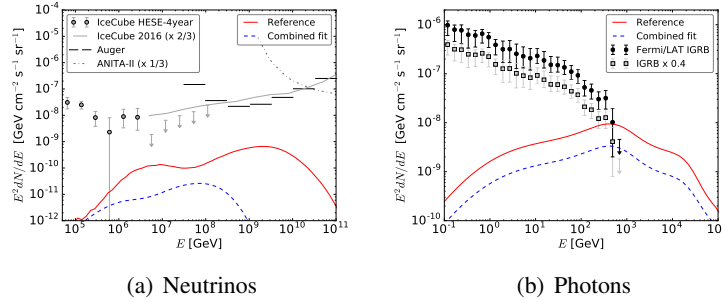 IceCube HESE-4year
IceCube 2016 (x 2/3)
Auger
ANITA-II (x 1/3)
Reference
Combined fit
10^-4
10^-5
10^-6
10^-7
10^-8
10^-9
10^-10
10^-11
10^-12
E^2dN/dE [GeV cm^-2 s^-1 sr^-1]
10^5 10^6 10^7 10^8 10^9 10^10 10^11
E [GeV]
(a) Neutrinos
Reference
Combined fit
Fermi/LAT IGRB
IGRB x 0.4
10^-6
10^-7
10^-8
10^-9
10^-10
E^2dN/dE [GeV cm^-2 s^-1 sr^-1]
10^-1 10^0 10^1 10^2 10^3 10^4 10^5
E [GeV]
(b) Photons